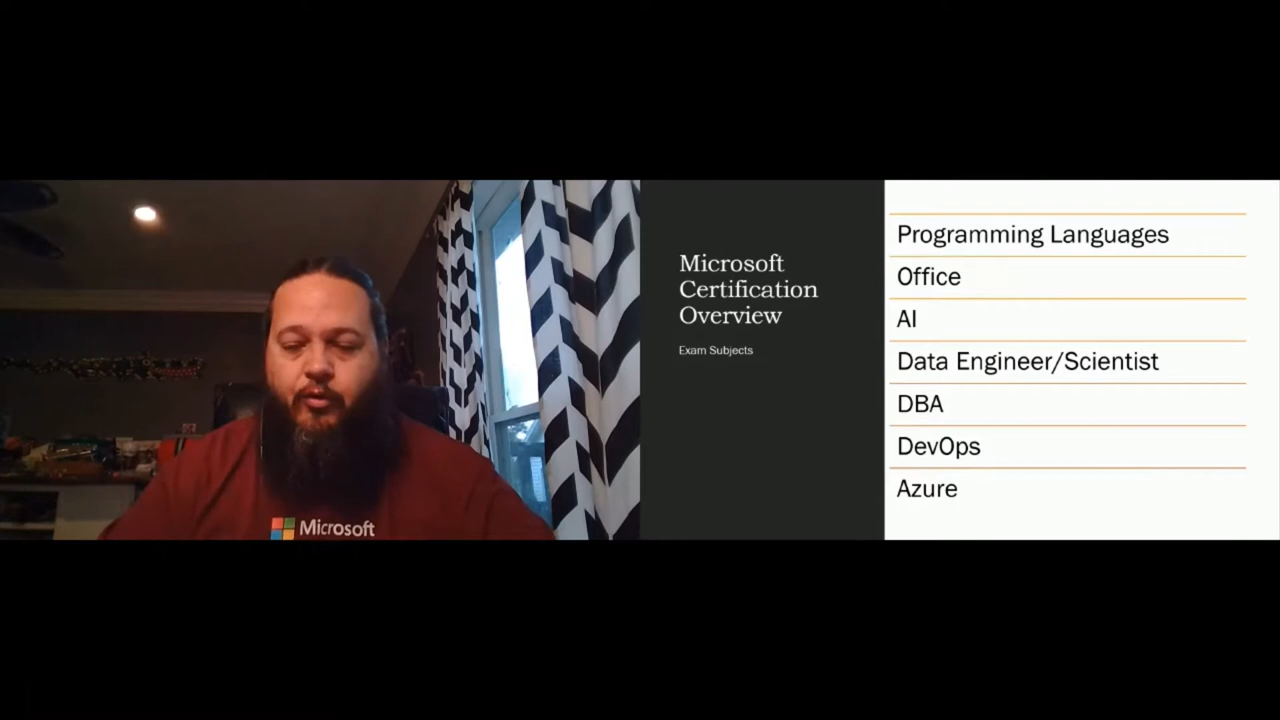 Microsoft
Certification
Overview
Exam Subjects
Programming Languages
Office
AI
Data Engineer/Scientist
DBA
DevOps
Azure
Microsoft